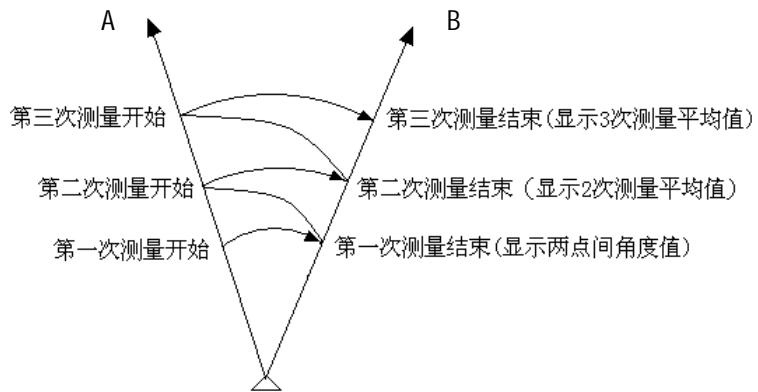 A
B
第三次测量开始
第三次测量结束(显示3次测量平均值)
第二次测量开始
第二次测量结束(显示2次测量平均值)
第一次测量开始
第一次测量结束(显示两点间角度值)